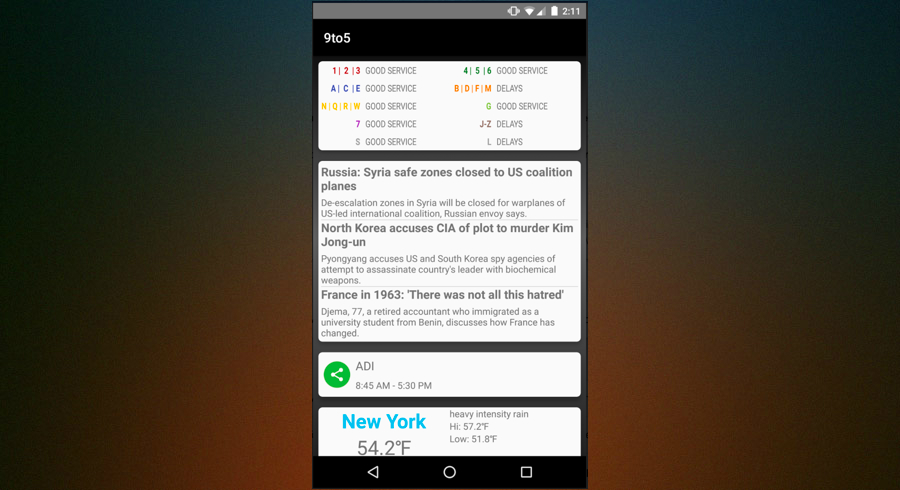 2:11
9to5
1 | 2 | 3 GOOD SERVICE 4 | 5 | 6 GOOD SERVICE
A | C | E GOOD SERVICE B | D | F | M DELAYS
N | Q | R | W GOOD SERVICE G GOOD SERVICE
7 GOOD SERVICE J-Z DELAYS
S GOOD SERVICE L DELAYS
Russia: Syria safe zones closed to US coalition
planes
De-escalation zones in Syria will be closed for warplanes of
US-led international coalition, Russian envoy says.
North Korea accuses CIA of plot to murder Kim
Jong-un
Pyongyang accuses US and South Korea spy agencies of
attempt to assassinate country's leader with biochemical
weapons.
France in 1963: 'There was not all this hatred'
Djema, 77, a retired accountant who immigrated as a
university student from Benin, discusses how France has
changed.
ADI
8:45 AM - 5:30 PM
New York
54.2℉
heavy intensity rain
Hi: 57.2℉
Low: 51.8℉